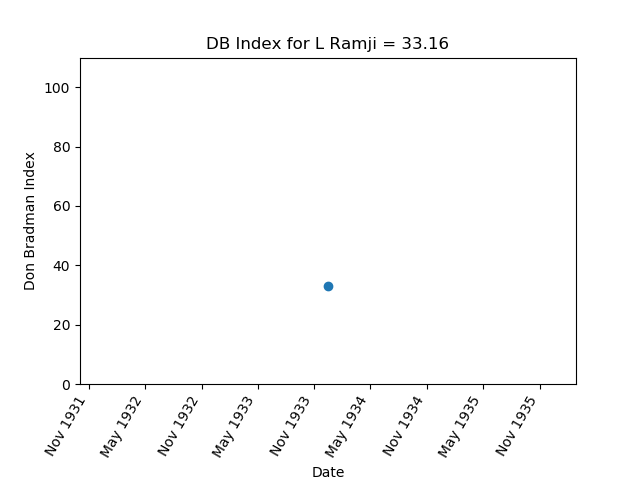 DB Index for L Ramji = 33.16
Don Bradman Index
100
80
60
40
20
0
Nov 1931
May 1932
Nov 1932
May 1933
Nov 1933
May 1934
Nov 1934
May 1935
Nov 1935
Date